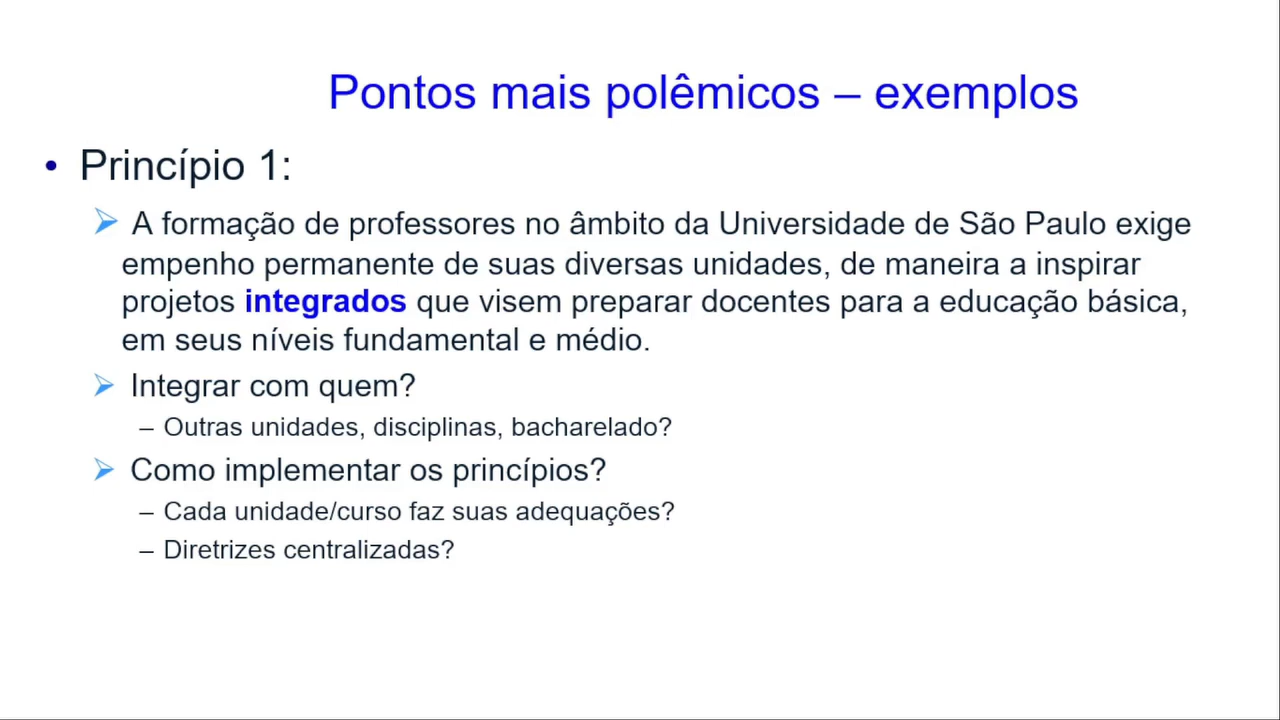 Pontos mais polêmicos – exemplos
• Princípio 1:
➢ A formação de professores no âmbito da Universidade de São Paulo exige
empenho permanente de suas diversas unidades, de maneira a inspirar
projetos integrados que visem preparar docentes para a educação básica,
em seus níveis fundamental e médio.
➢ Integrar com quem?
– Outras unidades, disciplinas, bacharelado?
➢ Como implementar os princípios?
– Cada unidade/curso faz suas adequações?
– Diretrizes centralizadas?